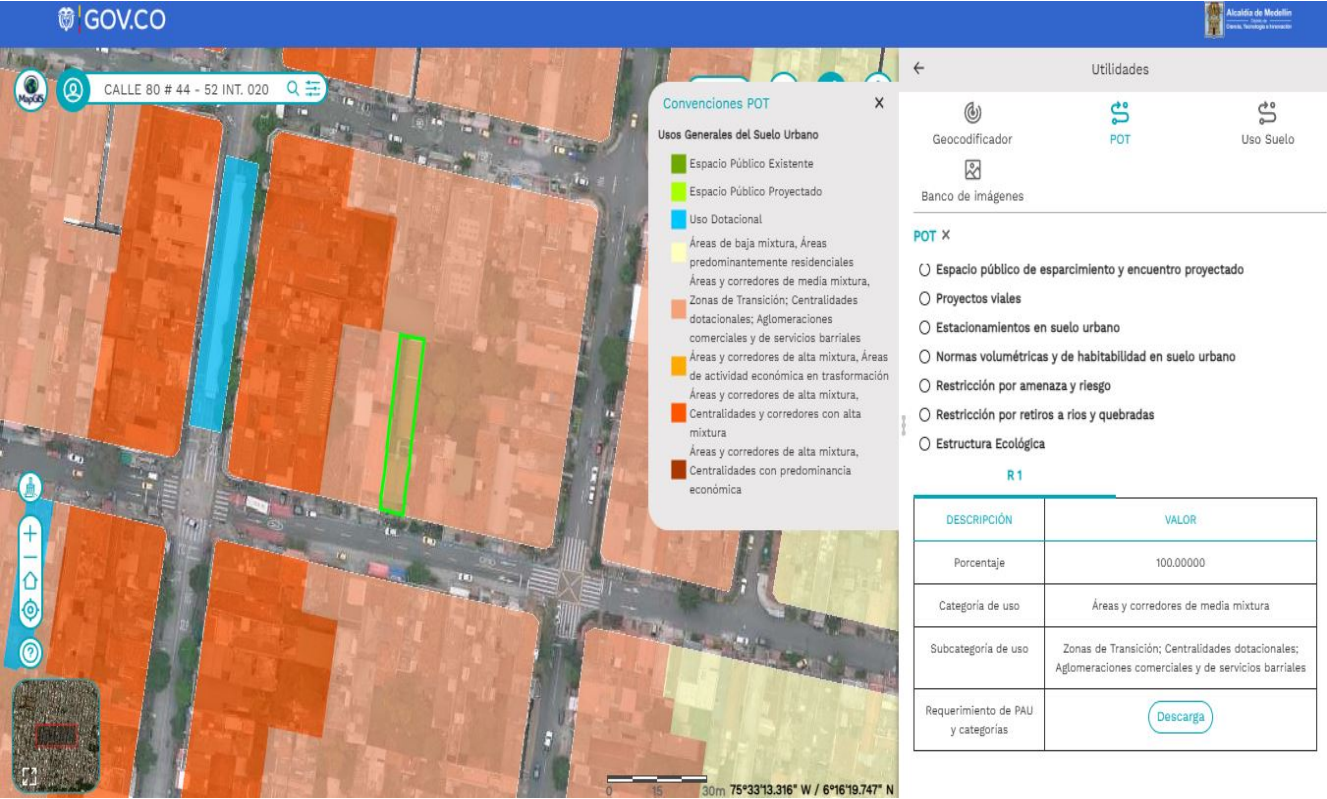 GOV.CO
Alcaldía de Medellín
Distrito de
Ciencia, Tecnología e Innovación
MapGIS
CALLE 80 # 44 - 52 INT. 020
Convenciones POT
X
Usos Generales del Suelo Urbano
Espacio Público Existente
Espacio Público Proyectado
Uso Dotacional
Áreas de baja mixtura, Áreas
predominantemente residenciales
Áreas y corredores de media mixtura,
Zonas de Transición; Centralidades
dotacionales; Aglomeraciones
comerciales y de servicios barriales
Áreas y corredores de alta mixtura, Áreas
de actividad económica en trasformación
Áreas y corredores de alta mixtura,
Centralidades y corredores con alta
mixtura
Áreas y corredores de alta mixtura,
Centralidades con predominancia
económica
0 15 30m 75°33'13.316" W / 6°16'19.747" N
Utilidades
Geocodificador
POT
Uso Suelo
Banco de imágenes
POT X
Espacio público de esparcimiento y encuentro proyectado
Proyectos viales
Estacionamientos en suelo urbano
Normas volumétricas y de habitabilidad en suelo urbano
Restricción por amenaza y riesgo
Restricción por retiros a rios y quebradas
Estructura Ecológica
R 1
DESCRIPCIÓN VALOR
Porcentaje 100.00000
Categoría de uso Áreas y corredores de media mixtura
Subcategoría de uso Zonas de Transición; Centralidades dotacionales;
Aglomeraciones comerciales y de servicios barriales
Requerimiento de PAU
y categorías
Descarga